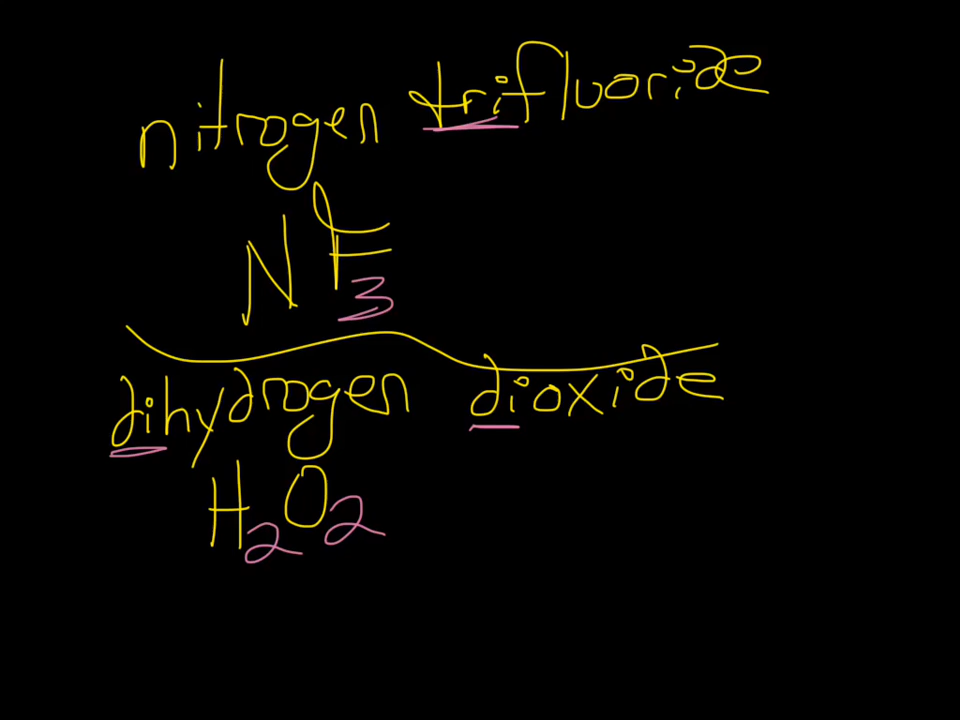 nitrogen trifluoride
NF₃
dihydrogen dioxide
H₂O₂